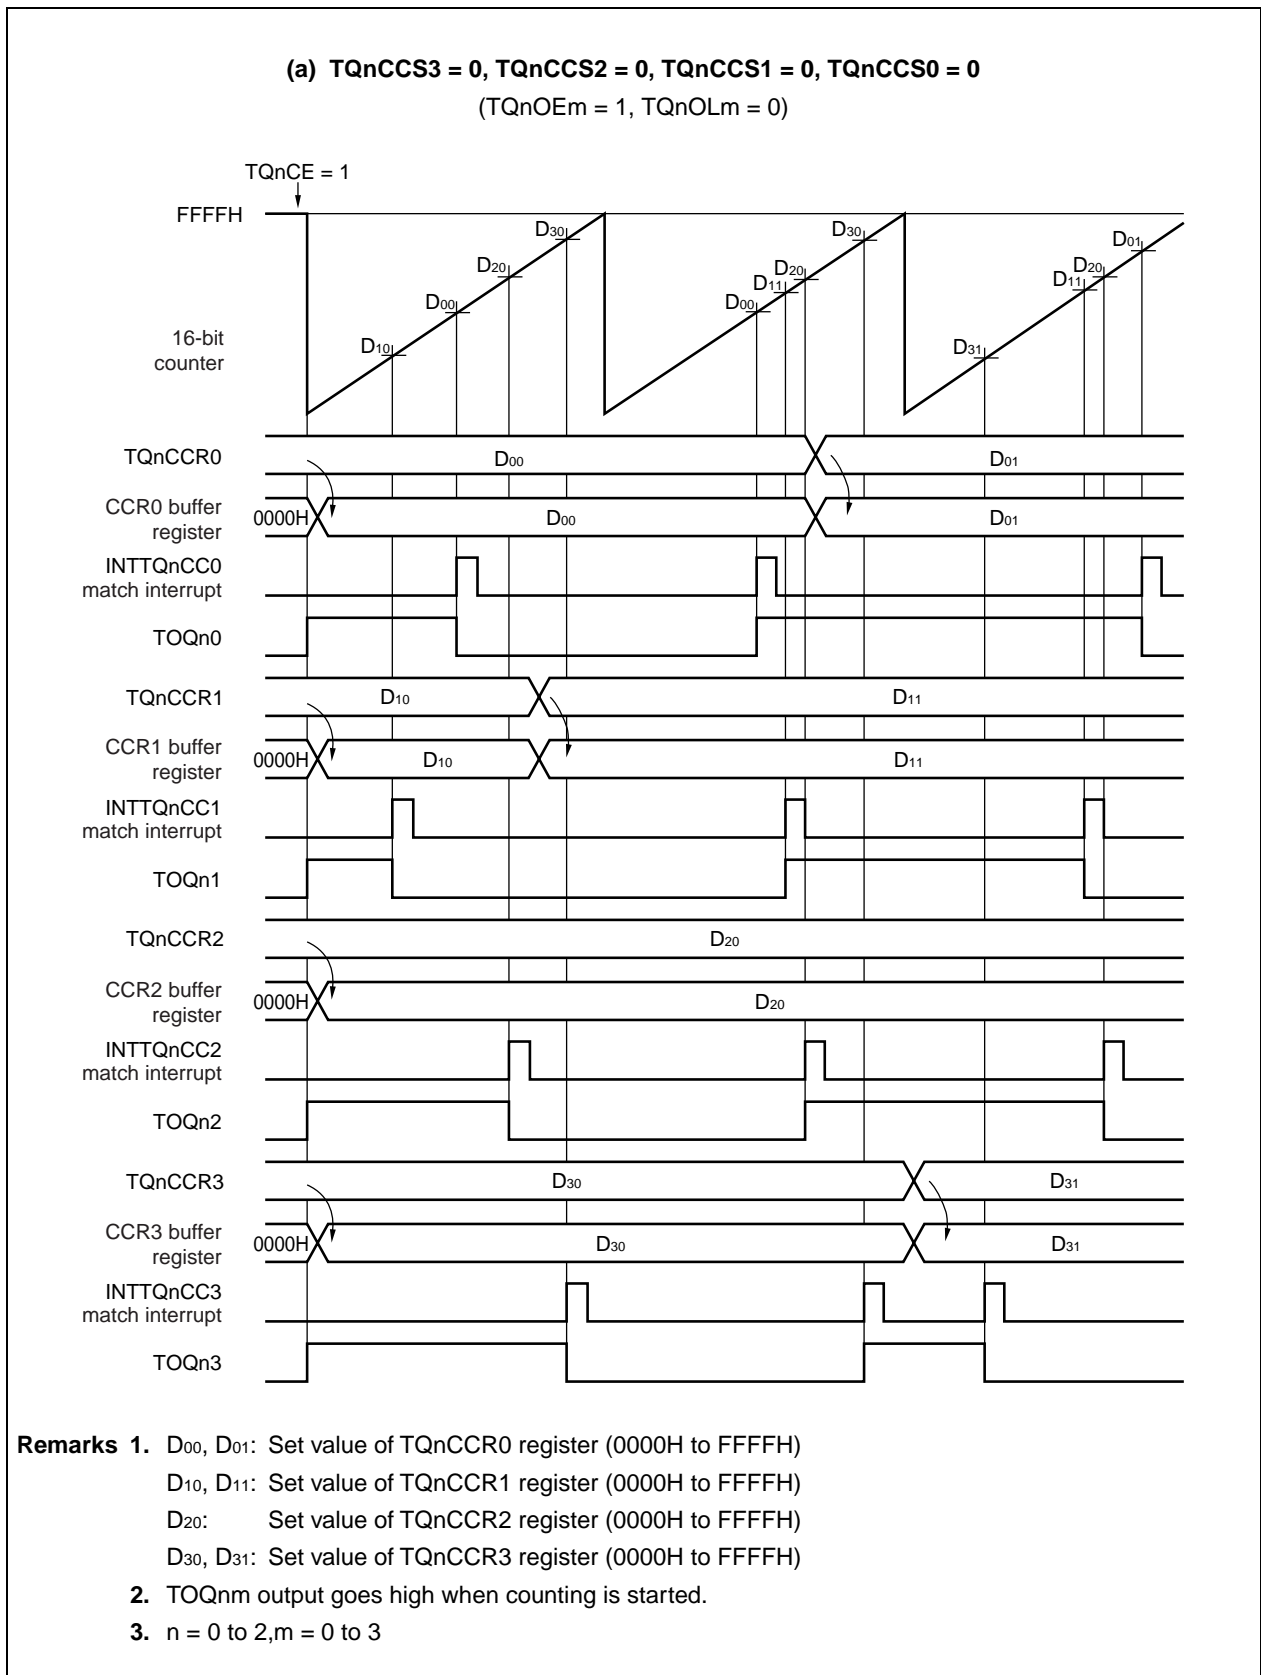 (a) TQnCCS3 = 0, TQnCCS2 = 0, TQnCCS1 = 0, TQnCCS0 = 0
(TQnOEm = 1, TQnOLm = 0)
TQnCE = 1
FFFFH
D30
D30
D01
D20
D20
D20
D11
D11
D00
D00
16-bit
counter
D10
D31
TQnCCR0
D00
D01
CCR0 buffer
register
0000H
D00
D01
INTTQnCC0
match interrupt
TOQn0
TQnCCR1
D10
D11
CCR1 buffer
register
0000H
D10
D11
INTTQnCC1
match interrupt
TOQn1
TQnCCR2
D20
CCR2 buffer
register
0000H
D20
INTTQnCC2
match interrupt
TOQn2
TQnCCR3
D30
D31
CCR3 buffer
register
0000H
D30
D31
INTTQnCC3
match interrupt
TOQn3
Remarks 1. D00, D01: Set value of TQnCCR0 register (0000H to FFFFH)
D10, D11: Set value of TQnCCR1 register (0000H to FFFFH)
D20: Set value of TQnCCR2 register (0000H to FFFFH)
D30, D31: Set value of TQnCCR3 register (0000H to FFFFH)
2. TOQnm output goes high when counting is started.
3. n = 0 to 2,m = 0 to 3